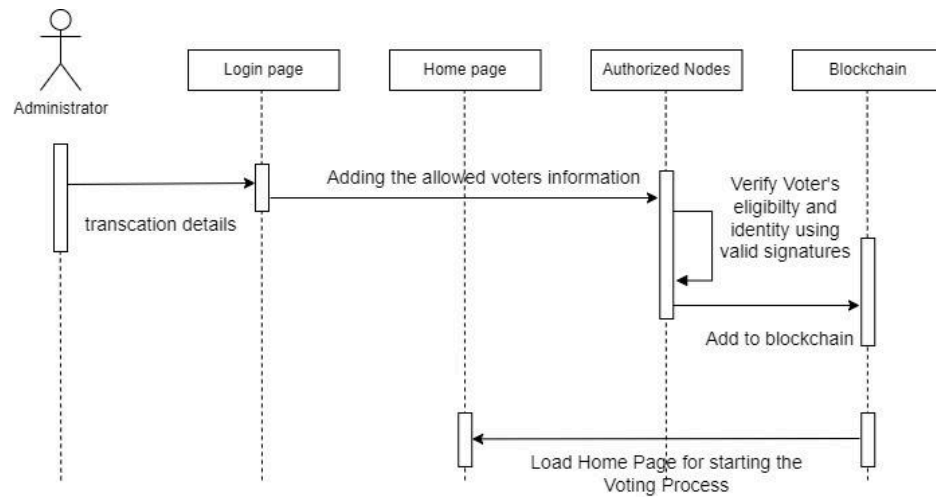 Login page
Home page
Authorized Nodes
Blockchain
Administrator
Adding the allowed voters information
transcation details
Verify Voter's
eligibilty and
identity using
valid signatures
Add to blockchain
Load Home Page for starting the
Voting Process